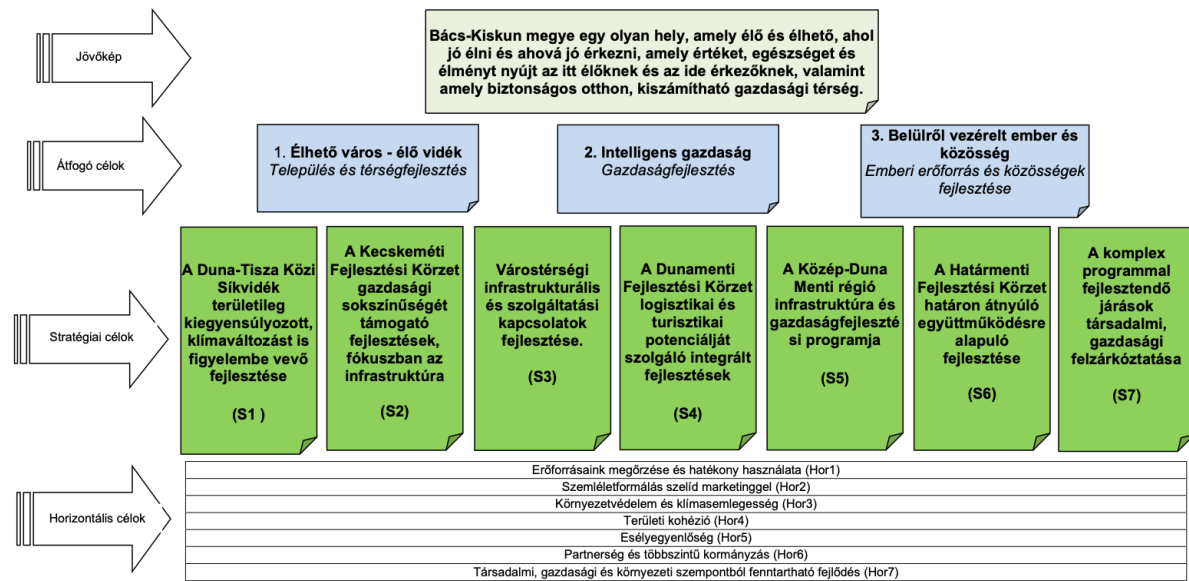 Jövőkép
Bács-Kiskun megye egy olyan hely, amely élő és élhető, ahol
jó élni és ahová jó érkezni, amely értéket, egészséget és
élményt nyújt az itt élőknek és az ide érkezőknek, valamint
amely biztonságos otthon, kiszámítható gazdasági térség.
Átfogó célok
1. Élhető város - élő vidék
Település és térségfejlesztés
2. Intelligens gazdaság
Gazdaságfejlesztés
3. Belülről vezérelt ember és
közösség
Emberi erőforrás és közösségek
fejlesztése
Stratégiai célok
A Duna-Tisza Közi
Síkvidék
területileg
kiegyensúlyozott,
klímaváltozást is
figyelembe vevő
fejlesztése
(S1 )
A Kecskeméti
Fejlesztési Körzet
gazdasági
sokszínűségét
támogató
fejlesztések,
fókuszban az
infrastruktúra
(S2)
Várostérségi
infrastrukturális
és szolgáltatási
kapcsolatok
fejlesztése.
(S3)
A Dunamenti
Fejlesztési Körzet
logisztikai és
turisztikai
potenciálját
szolgáló integrált
fejlesztések
(S4)
A Közép-Duna
Menti régió
infrastruktúra és
gazdaságfejleszté
si programja
(S5)
A Határmenti
Fejlesztési Körzet
határon átnyúló
együttműködésre
alapuló
fejlesztése
(S6)
A komplex
programmal
fejlesztendő
járások
társadalmi,
gazdasági
felzárkóztatása
(S7)
Horizontális célok
Erőforrásaink megőrzése és hatékony használata (Hor1)
Szemléletformálás szelíd marketinggel (Hor2)
Környezetvédelem és klímasemlegesség (Hor3)
Területi kohézió (Hor4)
Esélyegyenlőség (Hor5)
Partnerség és többszintű kormányzás (Hor6)
Társadalmi, gazdasági és környezeti szempontból fenntartható fejlődés (Hor7)